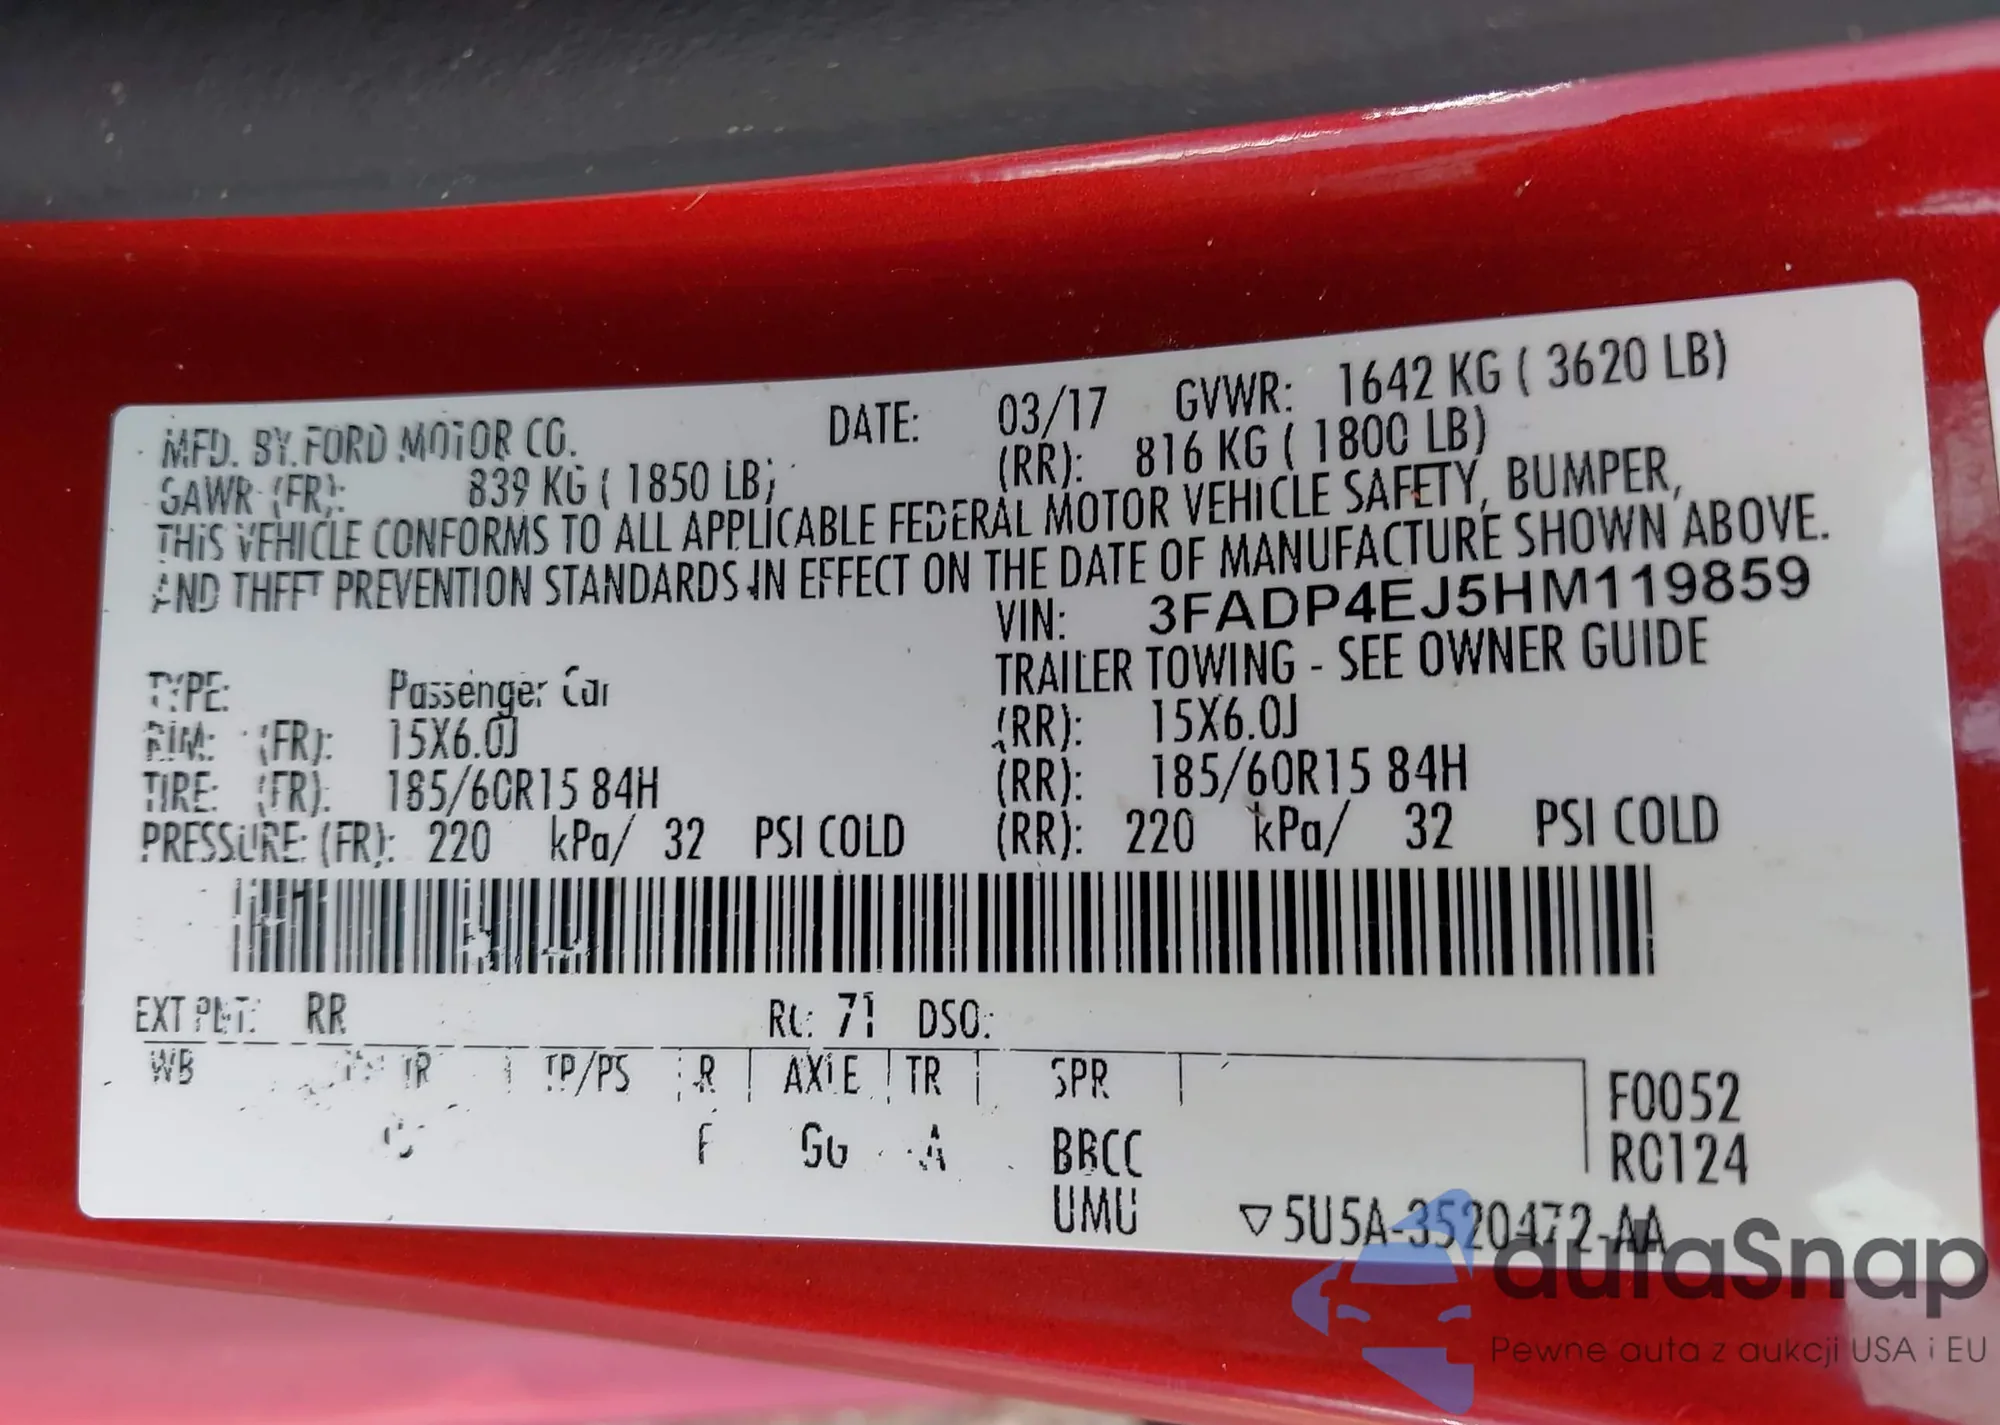 MFD. BY FORD MOTOR CO. DATE: 03/17 GVWR: 1642 KG ( 3620 LB)
GAWR (FR): 839 KG ( 1850 LB) (RR): 816 KG ( 1800 LB)
THIS VEHICLE CONFORMS TO ALL APPLICABLE FEDERAL MOTOR VEHICLE SAFETY, BUMPER,
AND THEFT PREVENTION STANDARDS IN EFFECT ON THE DATE OF MANUFACTURE SHOWN ABOVE.
VIN: 3FADP4EJ5HM119859
TYPE: Passenger Car TRAILER TOWING - SEE OWNER GUIDE
RIM: (FR): 15X6.0J (RR): 15X6.0J
TIRE: (FR): 185/60R15 84H (RR): 185/60R15 84H
PRESSURE: (FR): 220 kPa/ 32 PSI COLD (RR): 220 kPa/ 32 PSI COLD
EXT PNT: RR RC: 71 DSO:
WB TR TP/PS R AXLE TR SPR F0052
F GG A BBCC R0124
UMU ▽5U5A-3520472-AA
autaSnap
Pewne auta z aukcji USA i EU